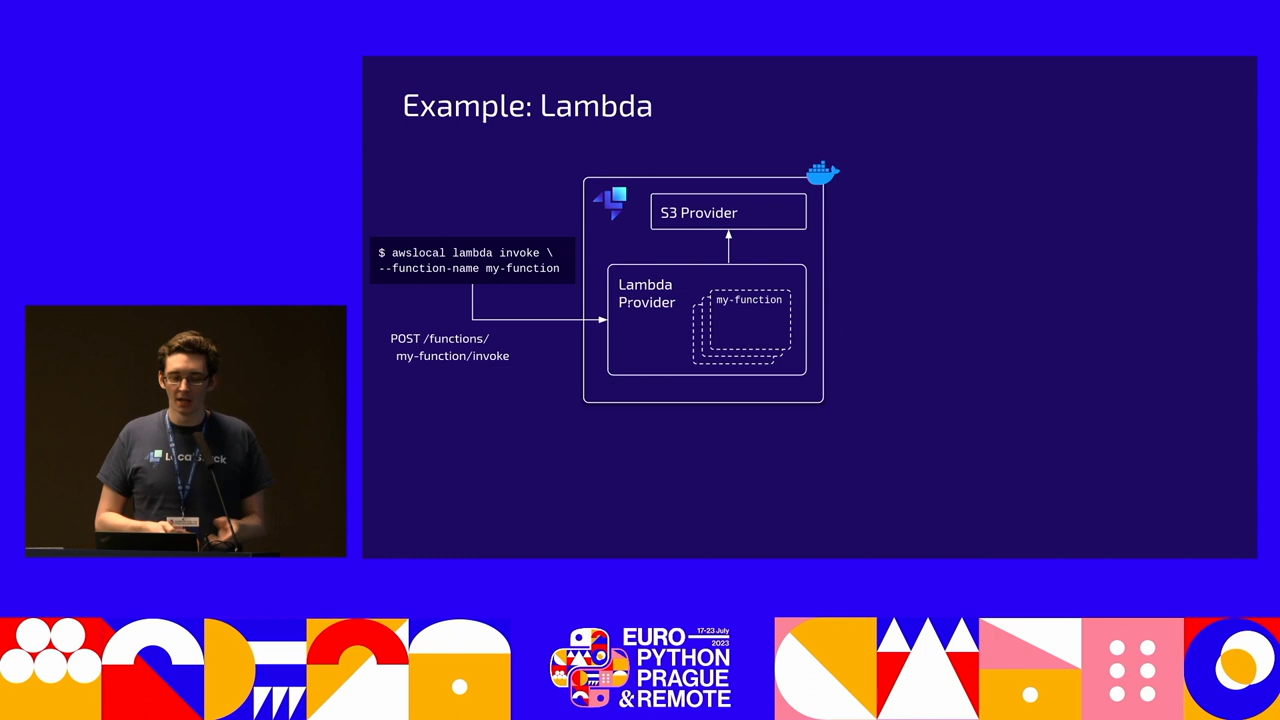 Example: Lambda
S3 Provider
$ awslocal lambda invoke \
--function-name my-function
Lambda
Provider
my-function
POST /functions/
my-function/invoke
LocalStack
17-23 July
2023
EURO
PYTHON
PRAGUE
& REMOTE